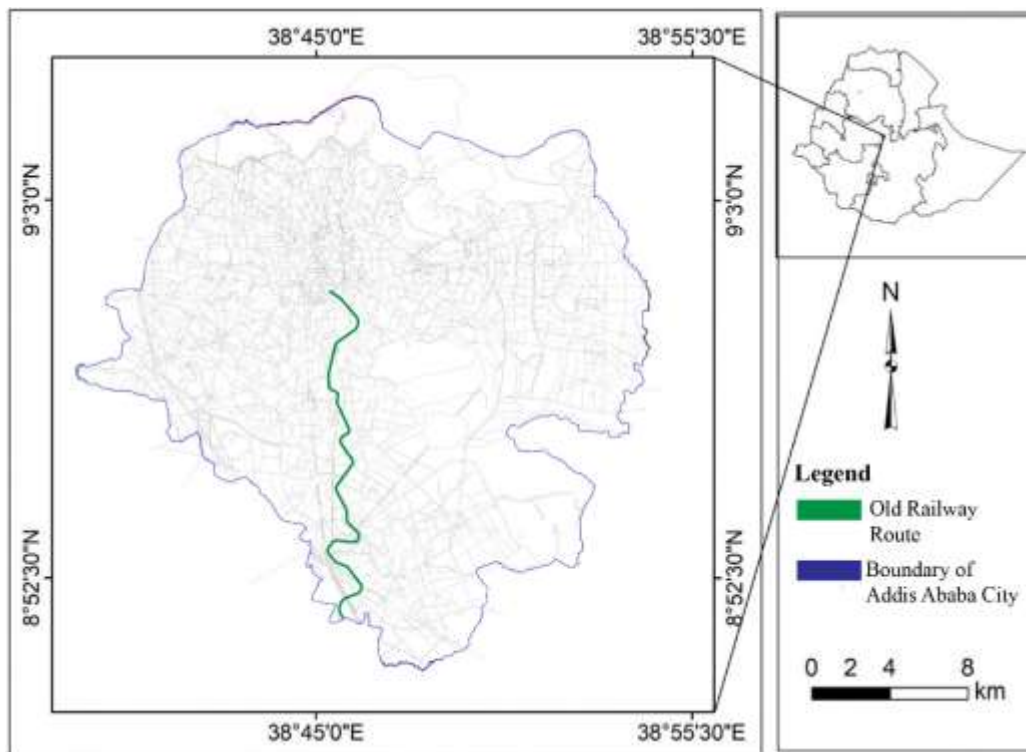 38°45'0"E
38°55'30"E
9°3'0"N
9°3'0"N
8°52'30"N
8°52'30"N
38°45'0"E
38°55'30"E
N
Legend
Old Railway
Route
Boundary of
Addis Ababa City
0 2 4 8
km